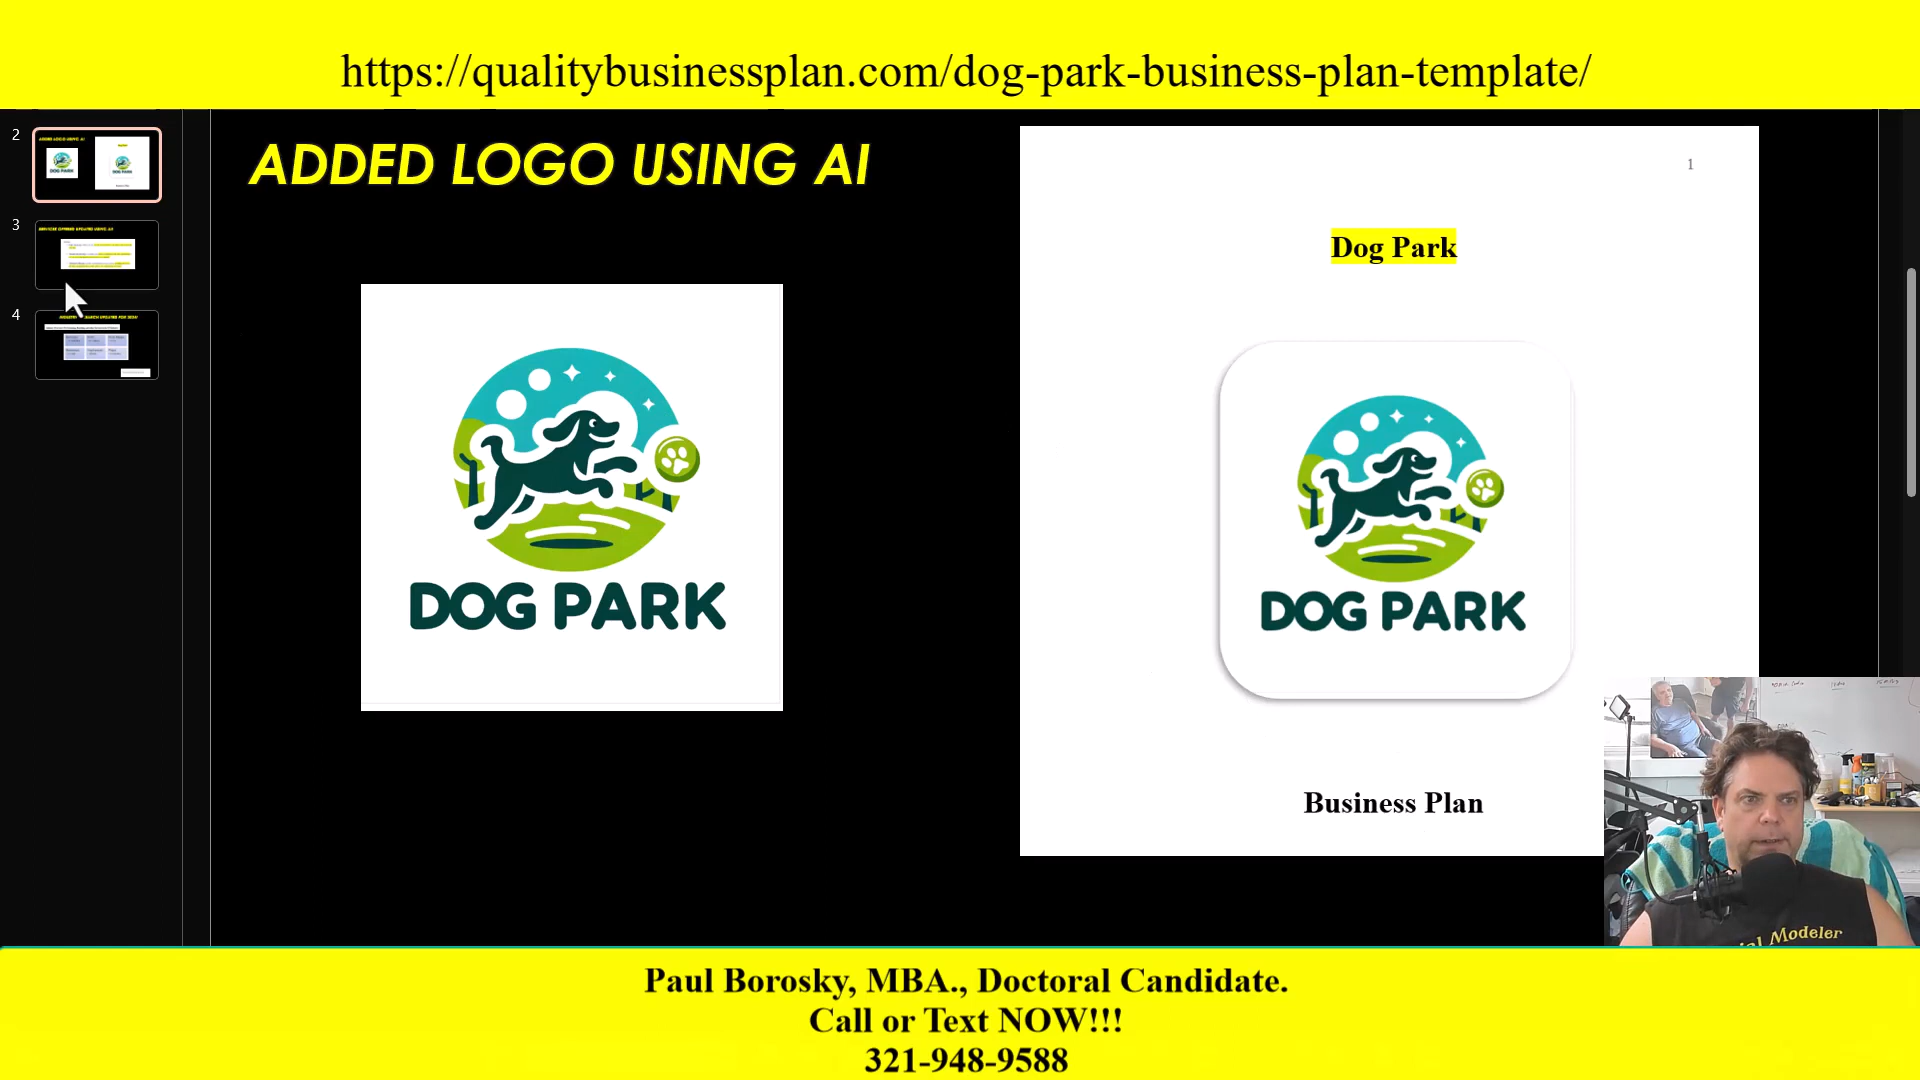 https://qualitybusinessplan.com/dog-park-business-plan-template/
2
3
4
ADDED LOGO USING AI
DOG PARK
1
Dog Park
DOG PARK
Business Plan
Modeler
Paul Borosky, MBA., Doctoral Candidate.
Call or Text NOW!!!
321-948-9588